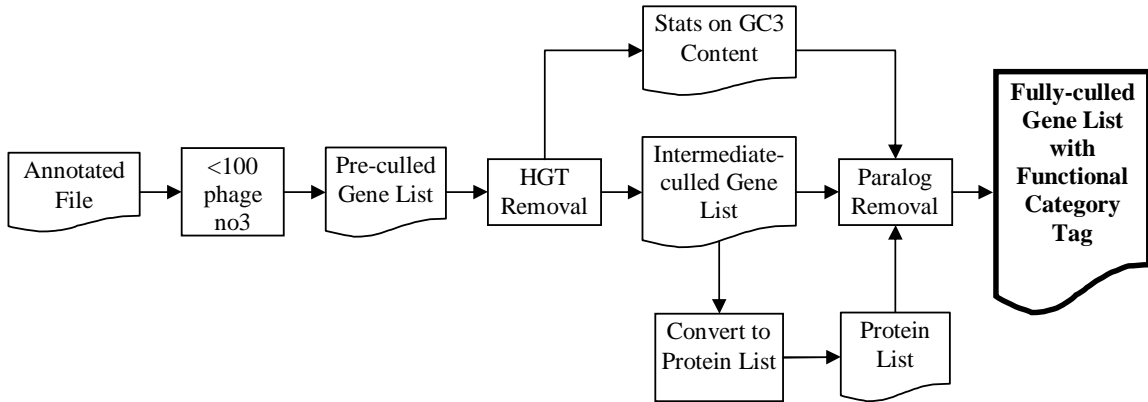 Stats on GC3
Content
Annotated
File
<100
phage
no3
Pre-culled
Gene List
HGT
Removal
Intermediate-
culled Gene
List
Paralog
Removal
Fully-culled
Gene List
with
Functional
Category
Tag
Convert to
Protein List
Protein
List